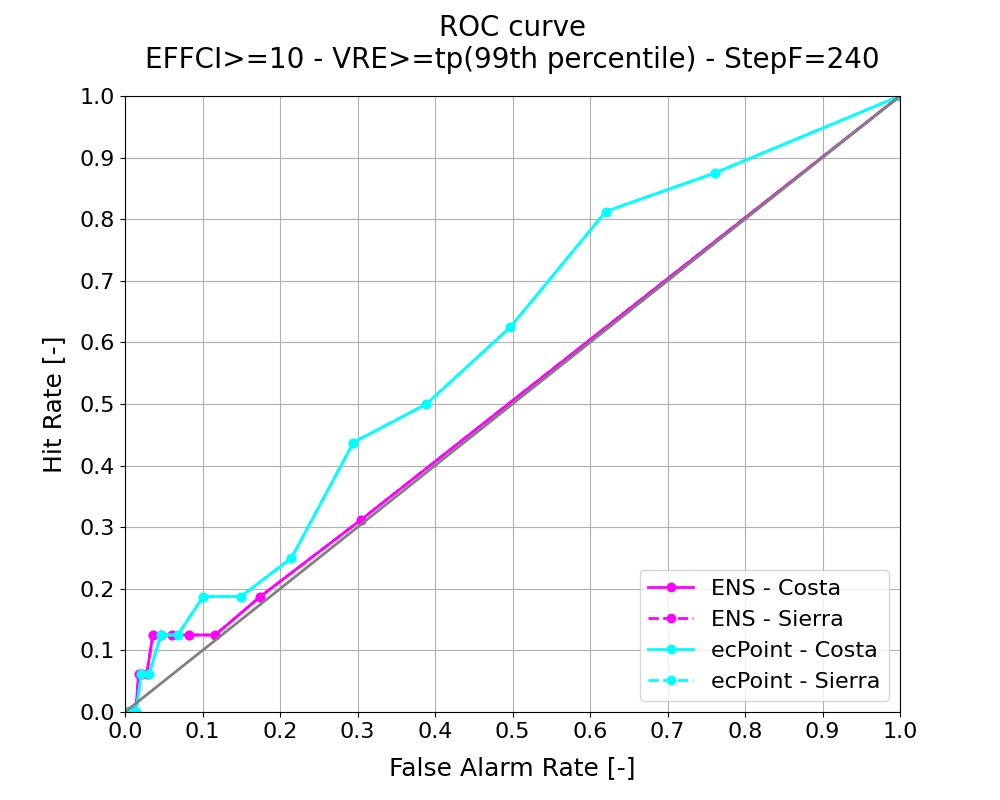 ROC curve
EFFCI>=10 - VRE>=tp(99th percentile) - StepF=240
1.0
0.9
0.8
0.7
0.6
0.5
0.4
0.3
0.2
0.1
0.0
Hit Rate [-]
ENS - Costa
ENS - Sierra
ecPoint - Costa
ecPoint - Sierra
0.0 0.1 0.2 0.3 0.4 0.5 0.6 0.7 0.8 0.9 1.0
False Alarm Rate [-]